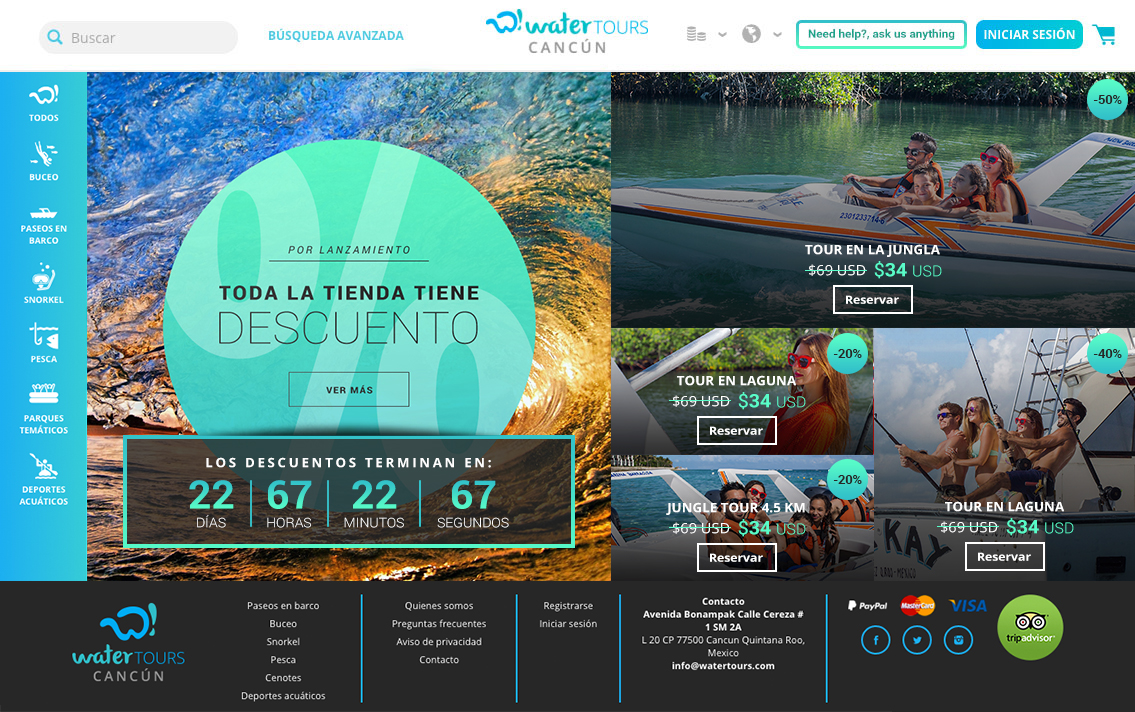 Buscar
BÚSQUEDA AVANZADA
water TOURS
CANCÚN
Need help?, ask us anything
INICIAR SESIÓN
TODOS
BUCEO
PASEOS EN
BARCO
SNORKEL
PESCA
PARQUES
TEMÁTICOS
DEPORTES
ACUÁTICOS
%
POR LANZAMIENTO
TODA LA TIENDA TIENE
DESCUENTO
VER MÁS
LOS DESCUENTOS TERMINAN EN:
22 67 22 67
DÍAS HORAS MINUTOS SEGUNDOS
-50%
2301233714-6
TOUR EN LA JUNGLA
$69 USD $34 USD
Reservar
-20%
TOUR EN LAGUNA
$69 USD $34 USD
Reservar
-20%
JUNGLE TOUR 4.5 KM
$69 USD $34 USD
Reservar
-40%
TOUR EN LAGUNA
$69 USD $34 USD
KAY
Reservar
water TOURS
CANCÚN
Paseos en barco
Buceo
Snorkel
Pesca
Cenotes
Deportes acuáticos
Quienes somos
Preguntas frecuentes
Aviso de privacidad
Contacto
Registrarse
Iniciar sesión
Contacto
Avenida Bonampak Calle Cereza #
1 SM 2A
L 20 CP 77500 Cancun Quintana Roo,
Mexico
info@watertours.com
PayPal MasterCard VISA
tripadvisor